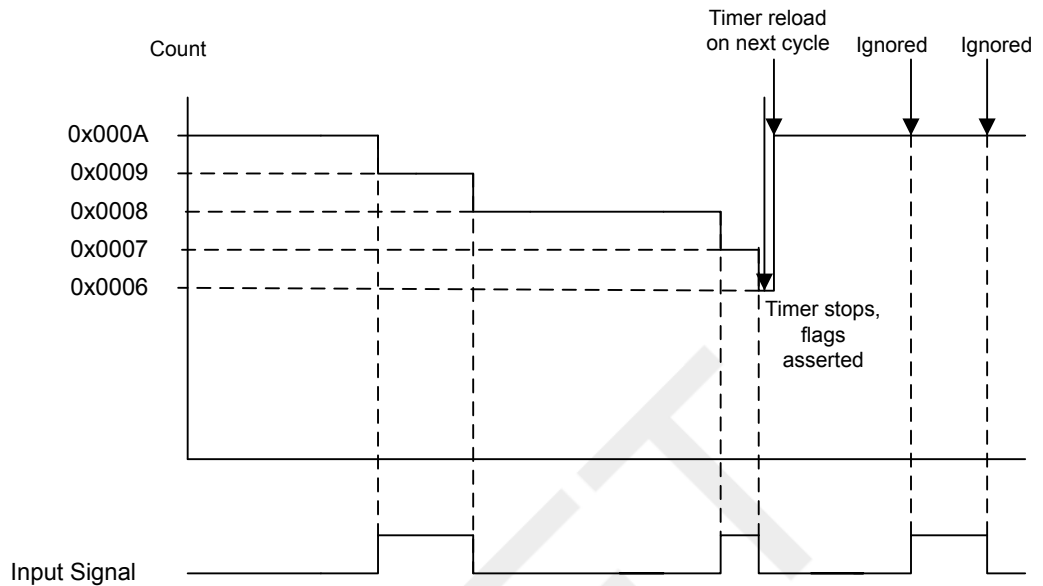 Timer reload
on next cycle
Ignored
Ignored
Count
0x000A
0x0009
0x0008
0x0007
0x0006
Timer stops,
flags
asserted
Input Signal